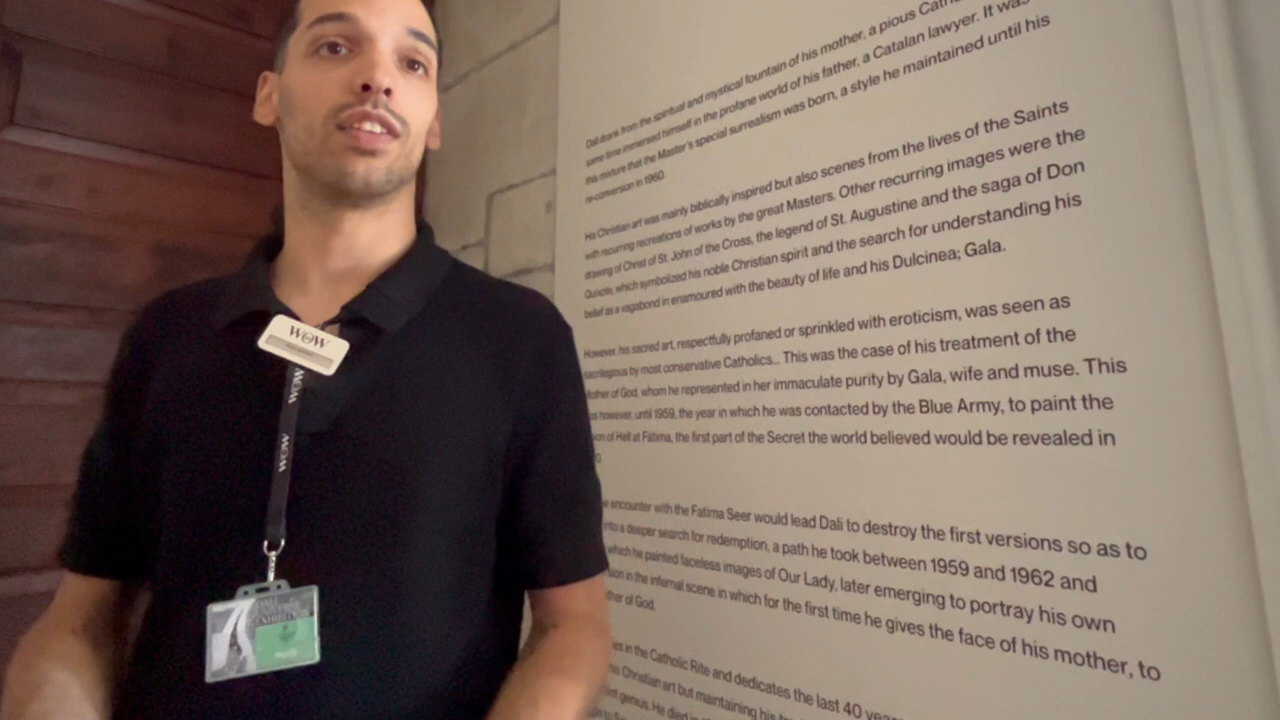 Dalí drank from the spiritual and mystical fountain of his mother, a pious
same time immersed himself in the profane world of his father, a Catalan lawyer. It was
this mixture that the Master's special surrealism was born, a style he maintained until his
re-conversion in 1960.
His Christian art was mainly biblically inspired but also scenes from the lives of the Saints
with recurring recreations of works by the great Masters. Other recurring images were the
drawing of Christ of St. John of the Cross, the legend of St. Augustine and the saga of Don
Quixote, which symbolized his noble Christian spirit and the search for understanding his
belief as a vagabond in enamoured with the beauty of life and his Dulcinea; Gala.
However, his sacred art, respectfully profaned or sprinkled with eroticism, was seen as
sacrilegious by most conservative Catholics... This was the case of his treatment of the
Mother of God, whom he represented in her immaculate purity by Gala, wife and muse. This
however, until 1959, the year in which he was contacted by the Blue Army, to paint the
of Hell at Fátima, the first part of the Secret the world believed would be revealed in
encounter with the Fatima Seer would lead Dalí to destroy the first versions so as to
into a deeper search for redemption, a path he took between 1959 and 1962 and
which he painted faceless images of Our Lady, later emerging to portray his own
in the infernal scene in which for the first time he gives the face of his mother, to
of God.
in the Catholic Rite and dedicates the last 40
his Christian art but maintaining his
genius. He died
WOW
WOW
WOW
EXHIBITION